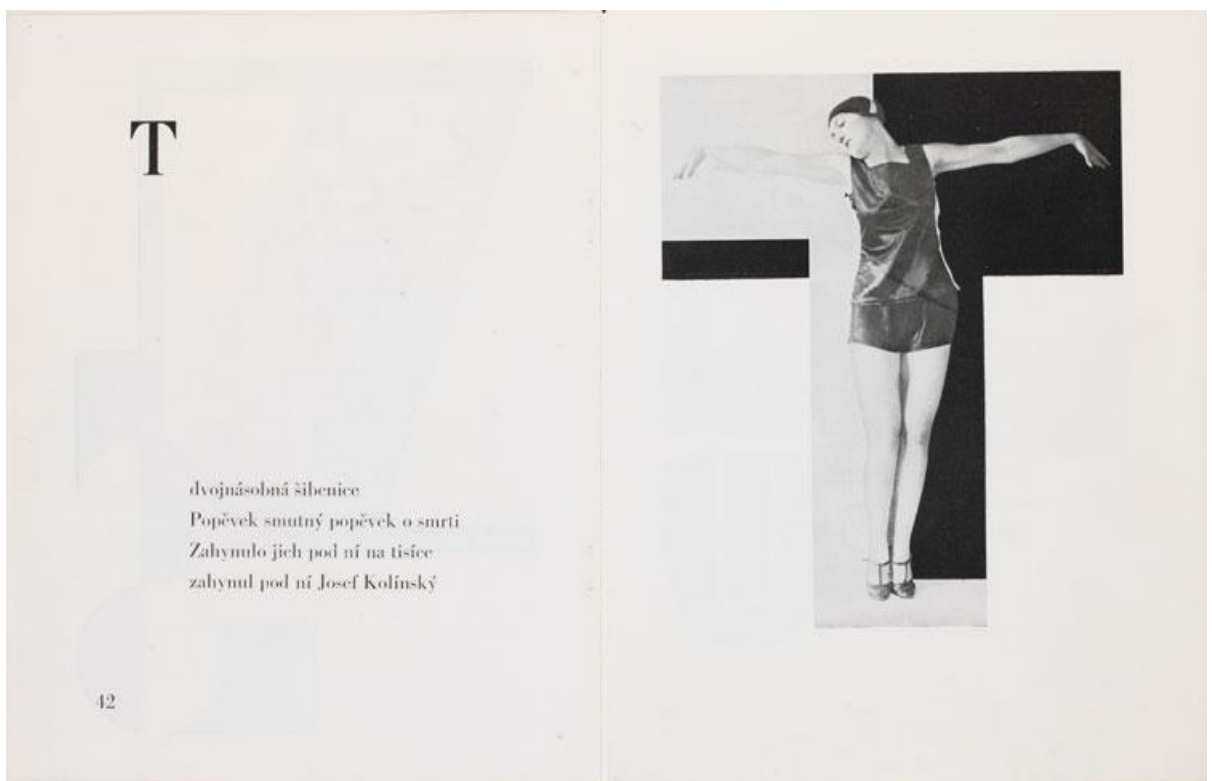 T
dvojnásobná šibenice
Popěvek smutný popěvek o smrti
Zahynulo jich pod ní na tisíce
zahynul pod ní Josef Kolínský
42